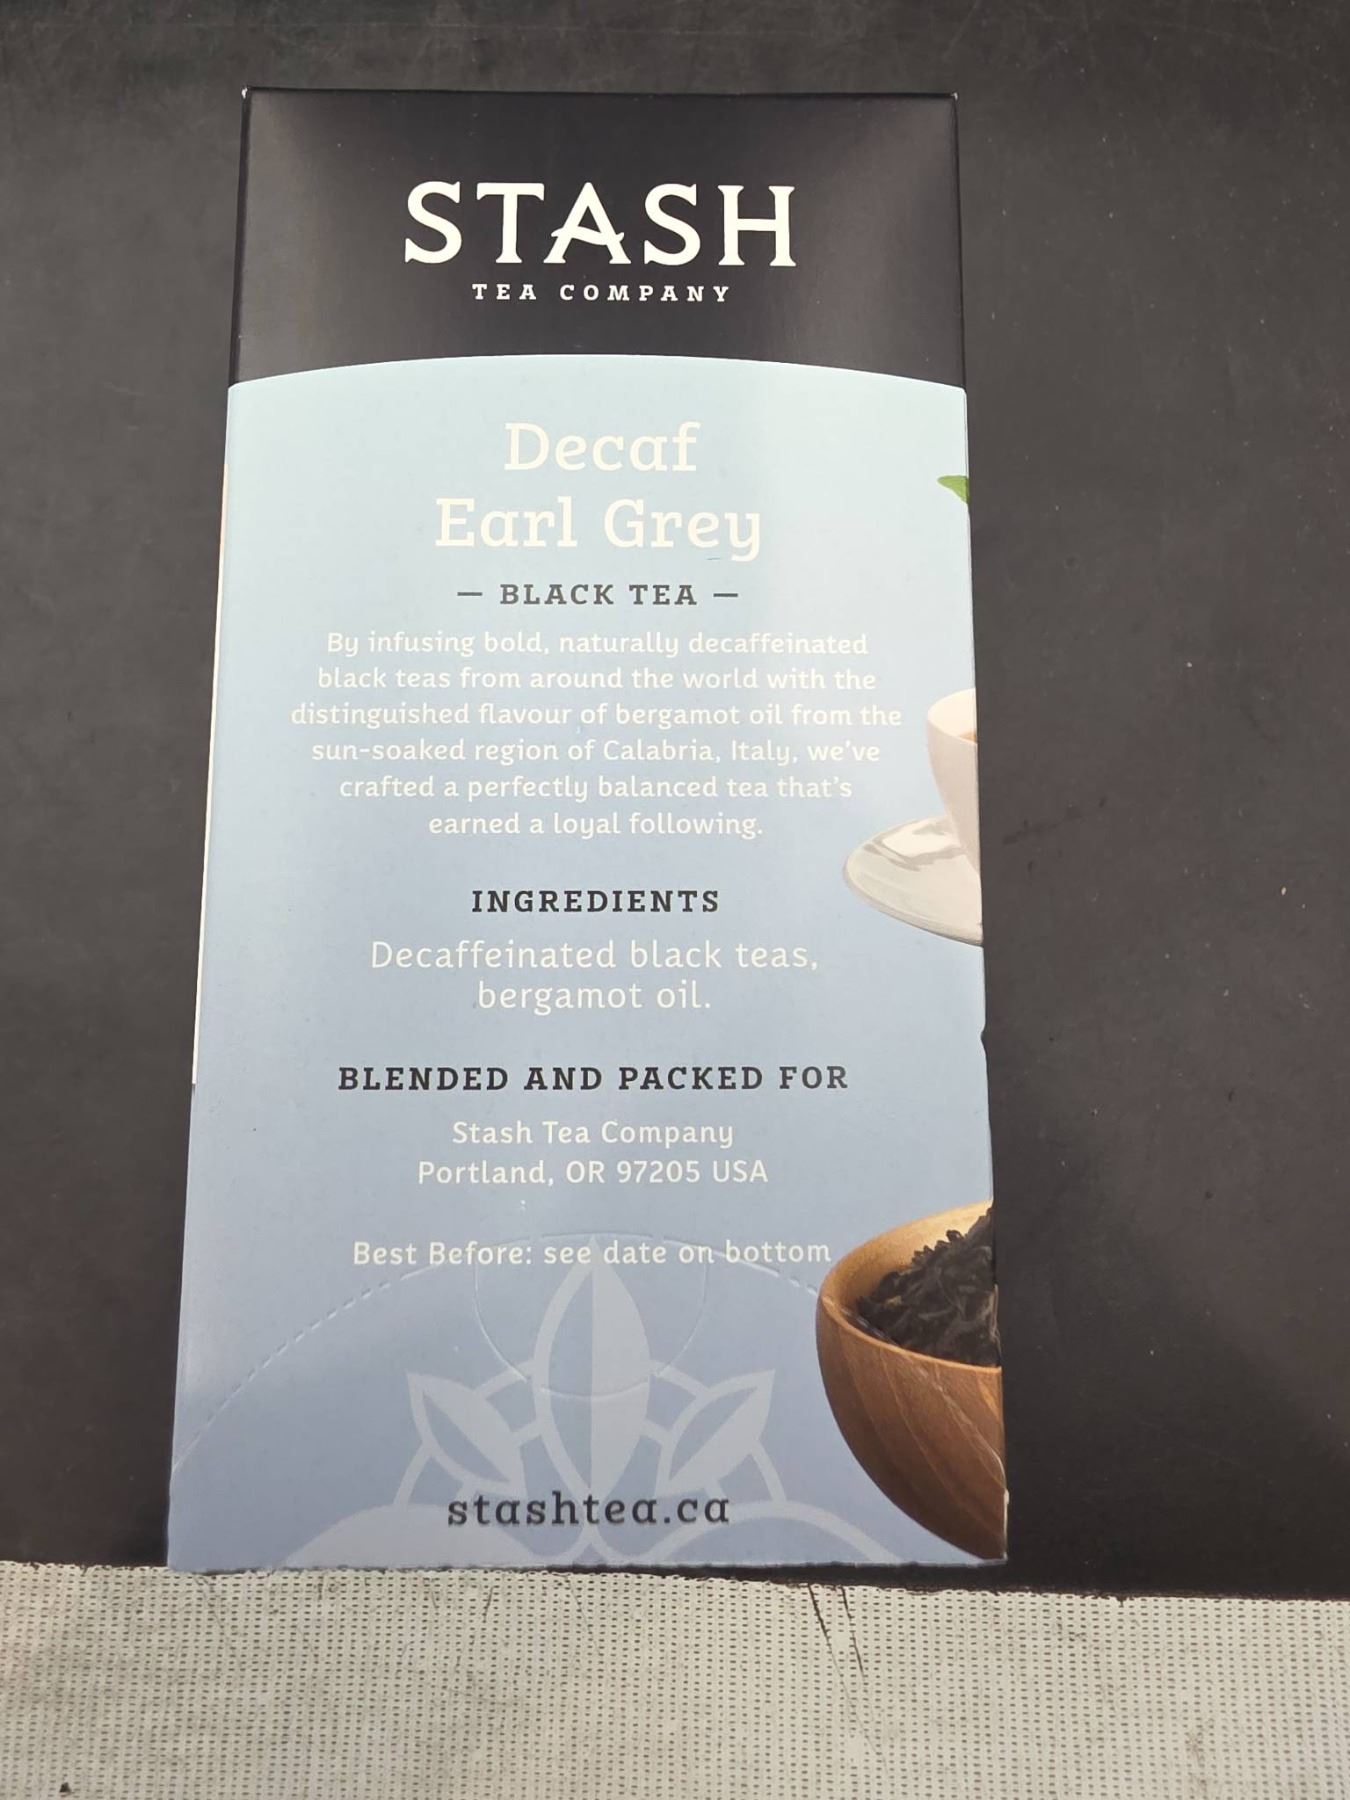 STASH
TEA COMPANY
Decaf
Earl Grey
— BLACK TEA —
By infusing bold, naturally decaffeinated
black teas from around the world with the
distinguished flavour of bergamot oil from the
sun-soaked region of Calabria, Italy, we've
crafted a perfectly balanced tea that's
earned a loyal following.
INGREDIENTS
Decaffeinated black teas,
bergamot oil.
BLENDED AND PACKED FOR
Stash Tea Company
Portland, OR 97205 USA
Best Before: see date on bottom
stashtea.ca